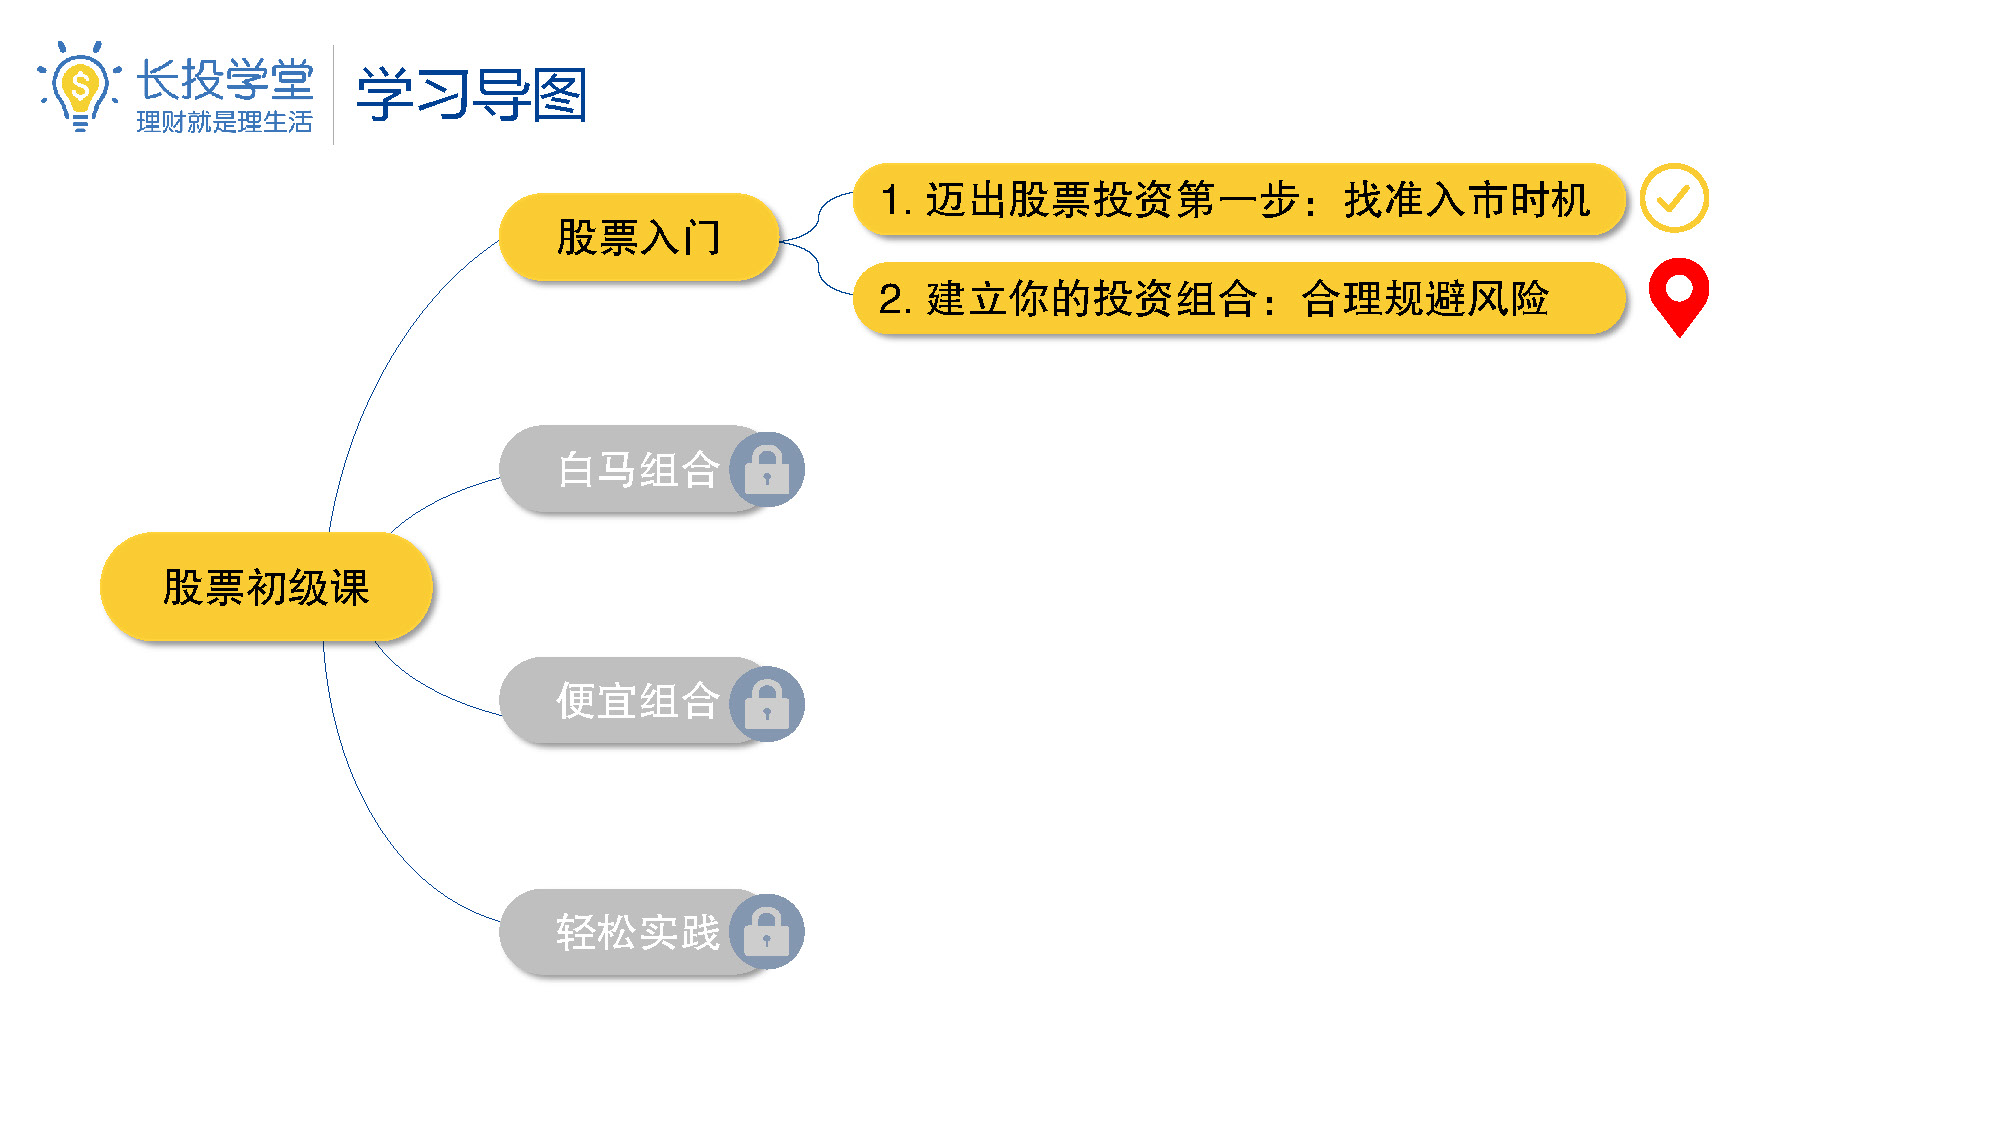 长投学堂
理财就是理生活
学习导图
1. 迈出股票投资第一步：找准入市时机
股票入门
2. 建立你的投资组合：合理规避风险
白马组合
股票初级课
便宜组合
轻松实践